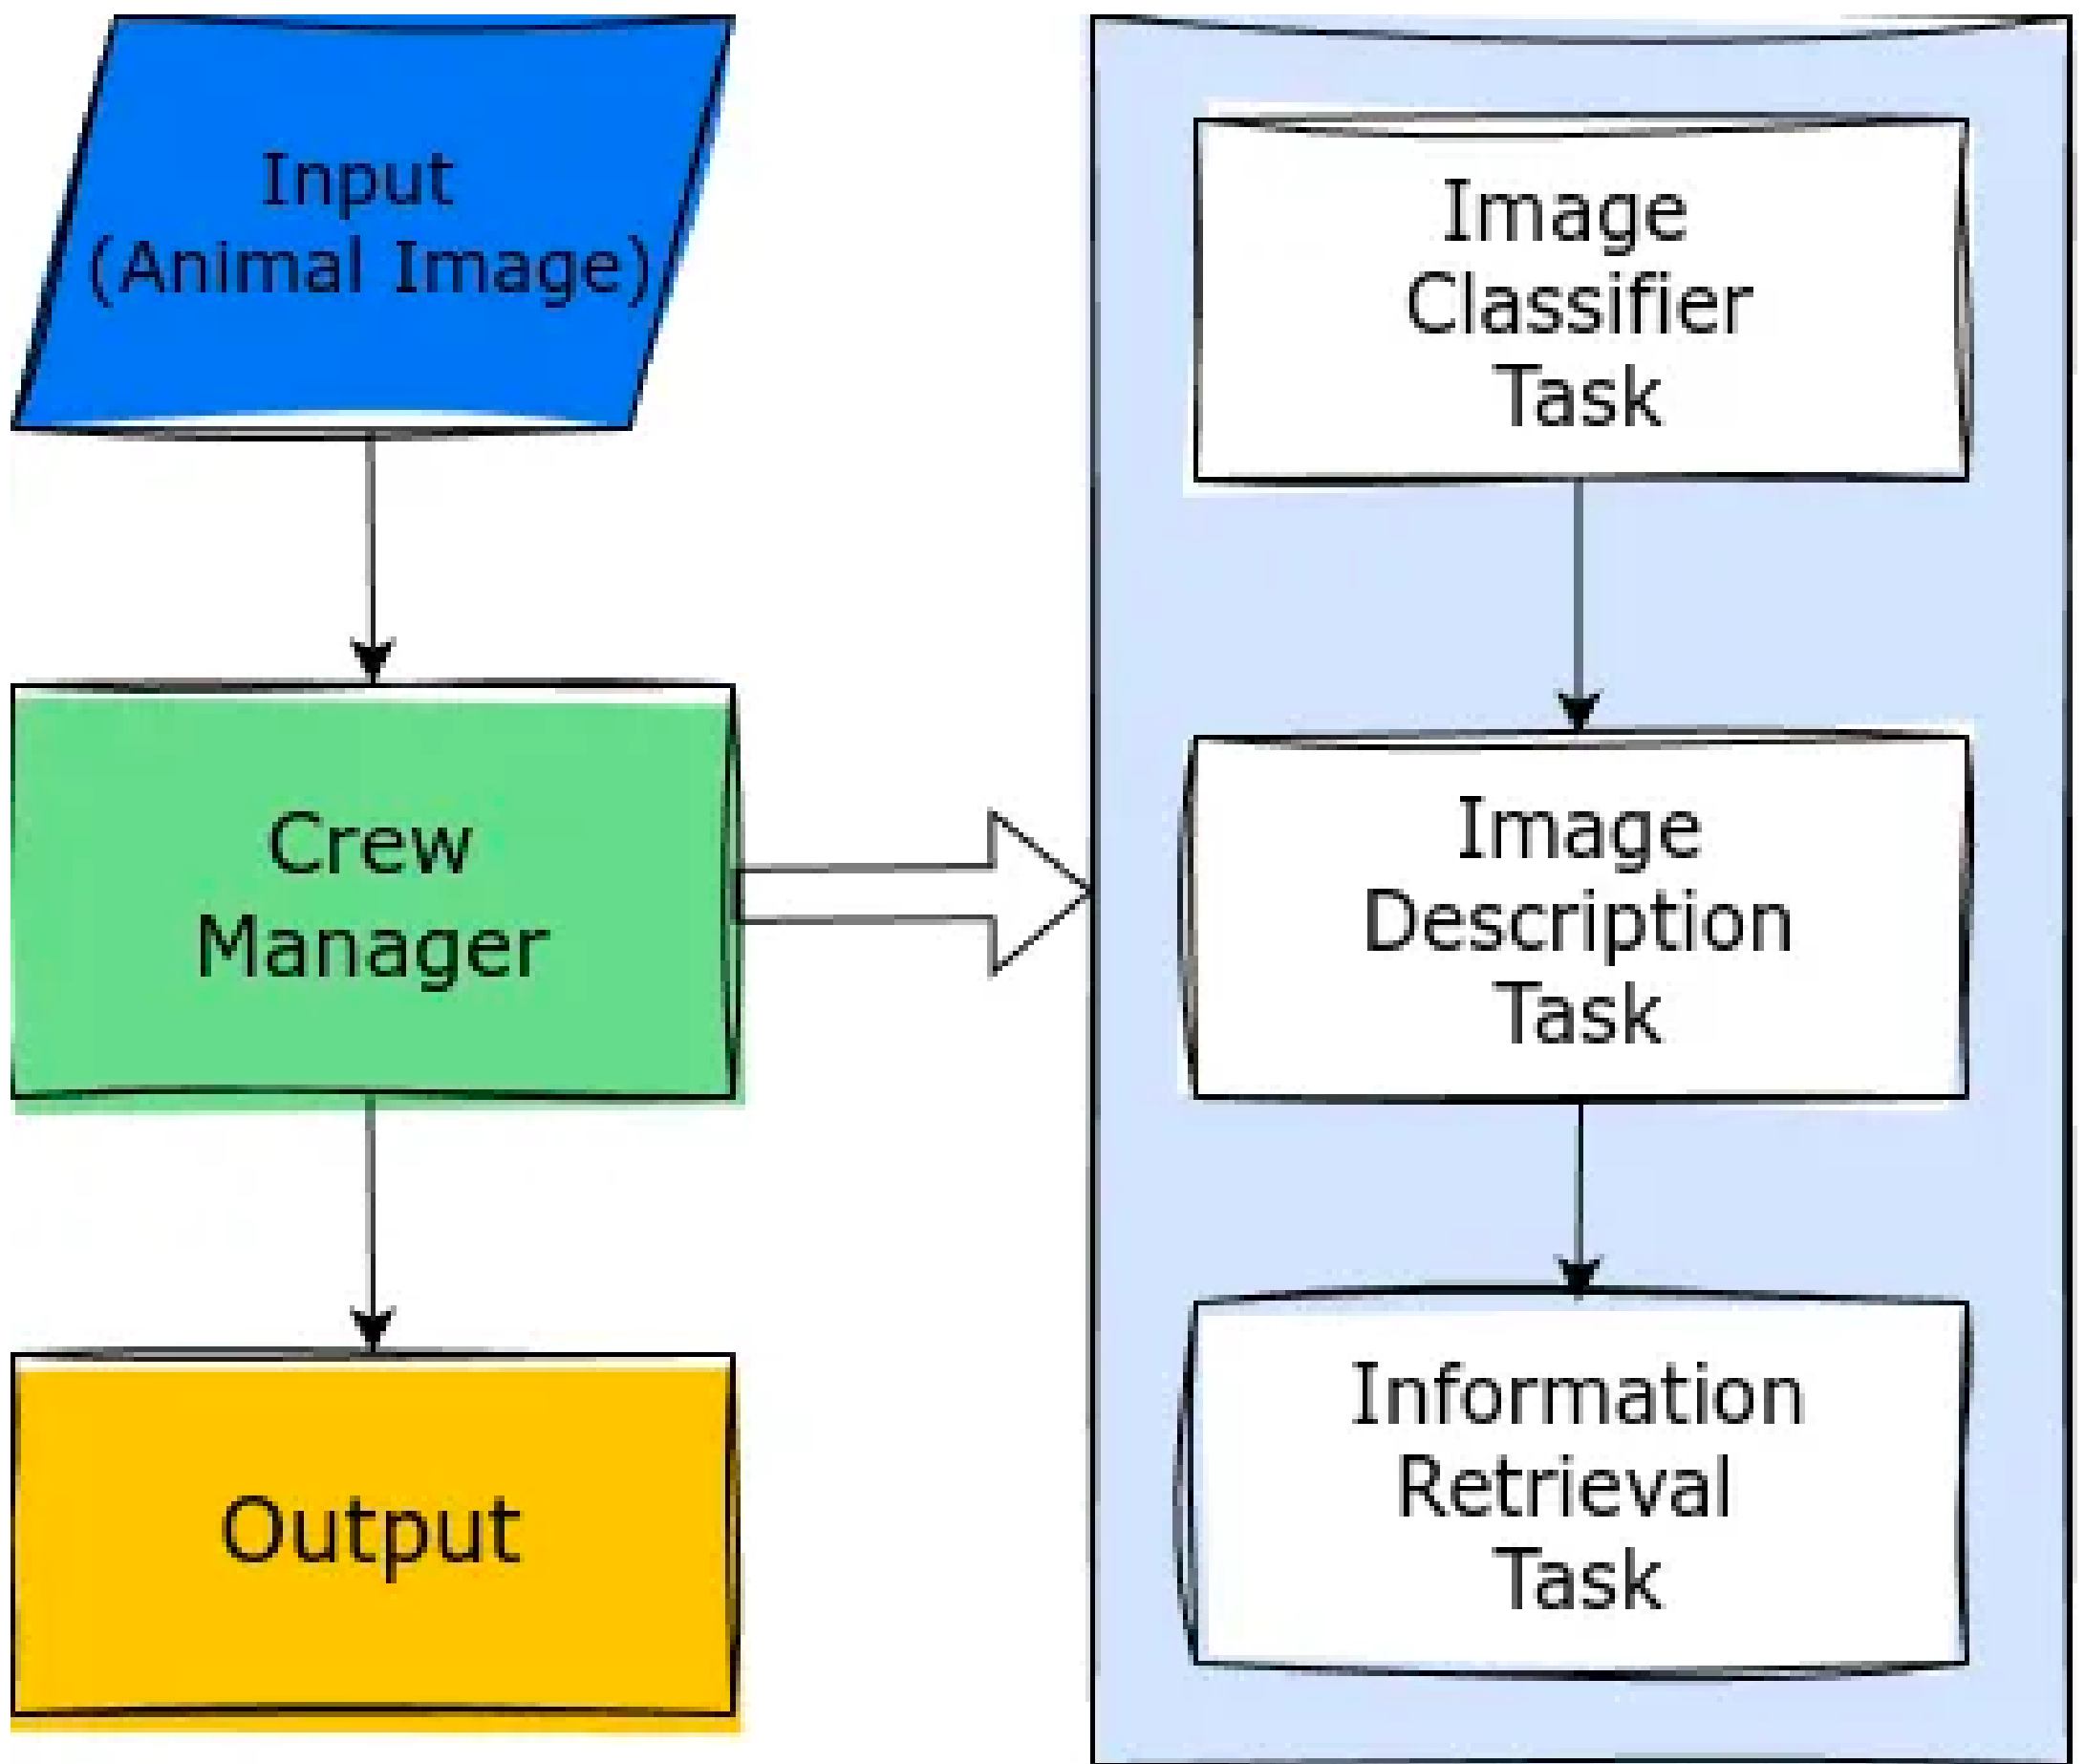 Input
(Animal Image)
Crew
Manager
Output
Image
Classifier
Task
Image
Description
Task
Information
Retrieval
Task